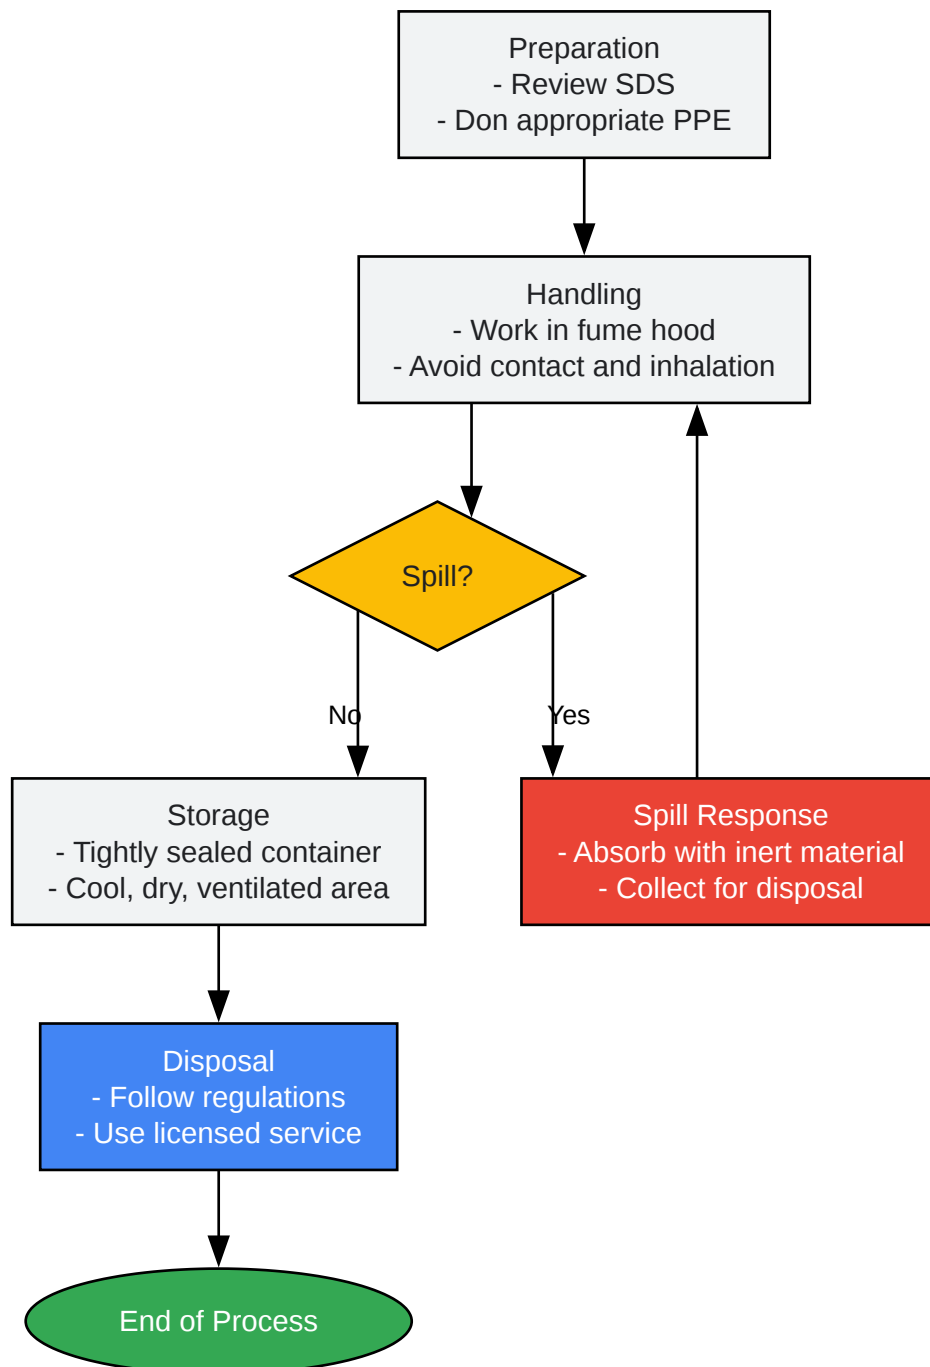 Preparation
- Review SDS
- Don appropriate PPE
Handling
- Work in fume hood
- Avoid contact and inhalation
Spill?
No
Yes
Storage
- Tightly sealed container
- Cool, dry, ventilated area
Spill Response
- Absorb with inert material
- Collect for disposal
Disposal
- Follow regulations
- Use licensed service
End of Process